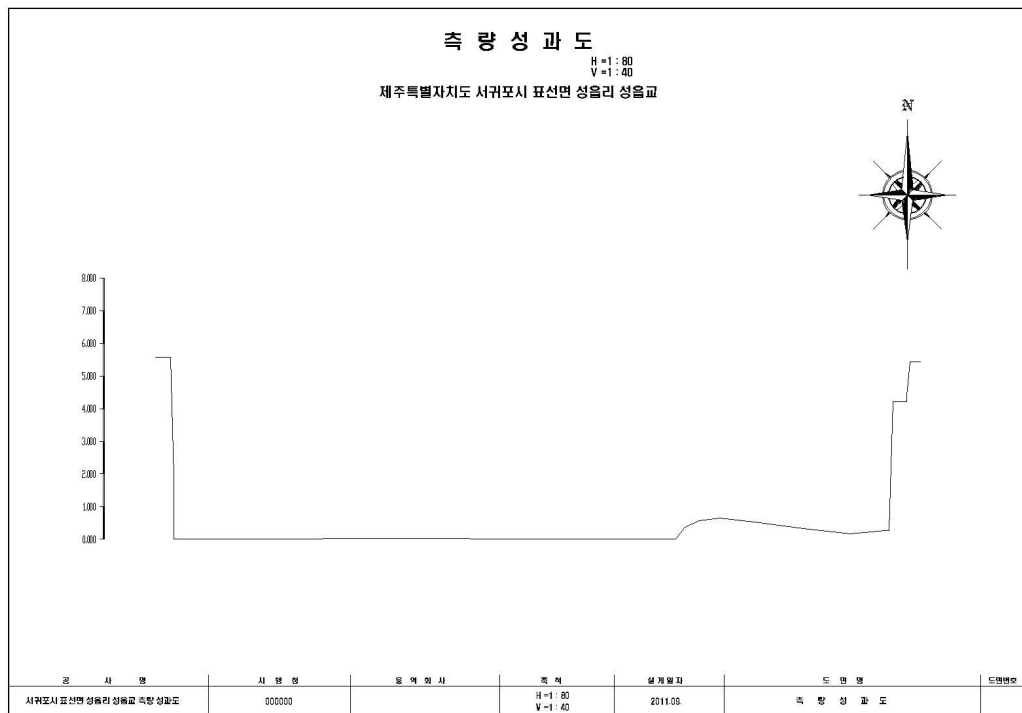 측 량 성 과 도
H =1 : 80
V =1 : 40
제주특별자치도 서귀포시 표선면 성읍리 성읍교
N
8.000
7.000
6.000
5.000
4.000
3.000
2.000
1.000
0.000
공 사 명
시 행 청
용 역 회 사
축 척
설계일자
도 면 명
도면번호
서귀포시 표선면 성읍리 성읍교 측량성과도
000000
H =1 : 80
V =1 : 40
2011.08.
측 량 성 과 도